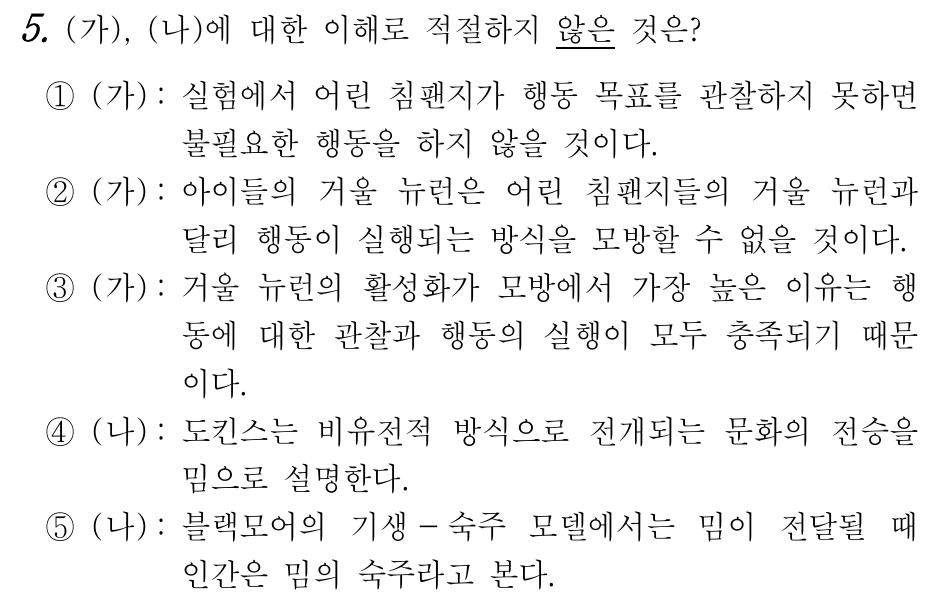 5. (가), (나)에 대한 이해로 적절하지 않은 것은?
① (가) : 실험에서 어린 침팬지가 행동 목표를 관찰하지 못하면
불필요한 행동을 하지 않을 것이다.
② (가) : 아이들의 거울 뉴런은 어린 침팬지들의 거울 뉴런과
달리 행동이 실행되는 방식을 모방할 수 없을 것이다.
③ (가) : 거울 뉴런의 활성화가 모방에서 가장 높은 이유는 행
동에 대한 관찰과 행동의 실행이 모두 충족되기 때문
이다.
④ (나) : 도킨스는 비유전적 방식으로 전개되는 문화의 전승을
밈으로 설명한다.
⑤ (나) : 블랙모어의 기생 - 숙주 모델에서는 밈이 전달될 때
인간은 밈의 숙주라고 본다.